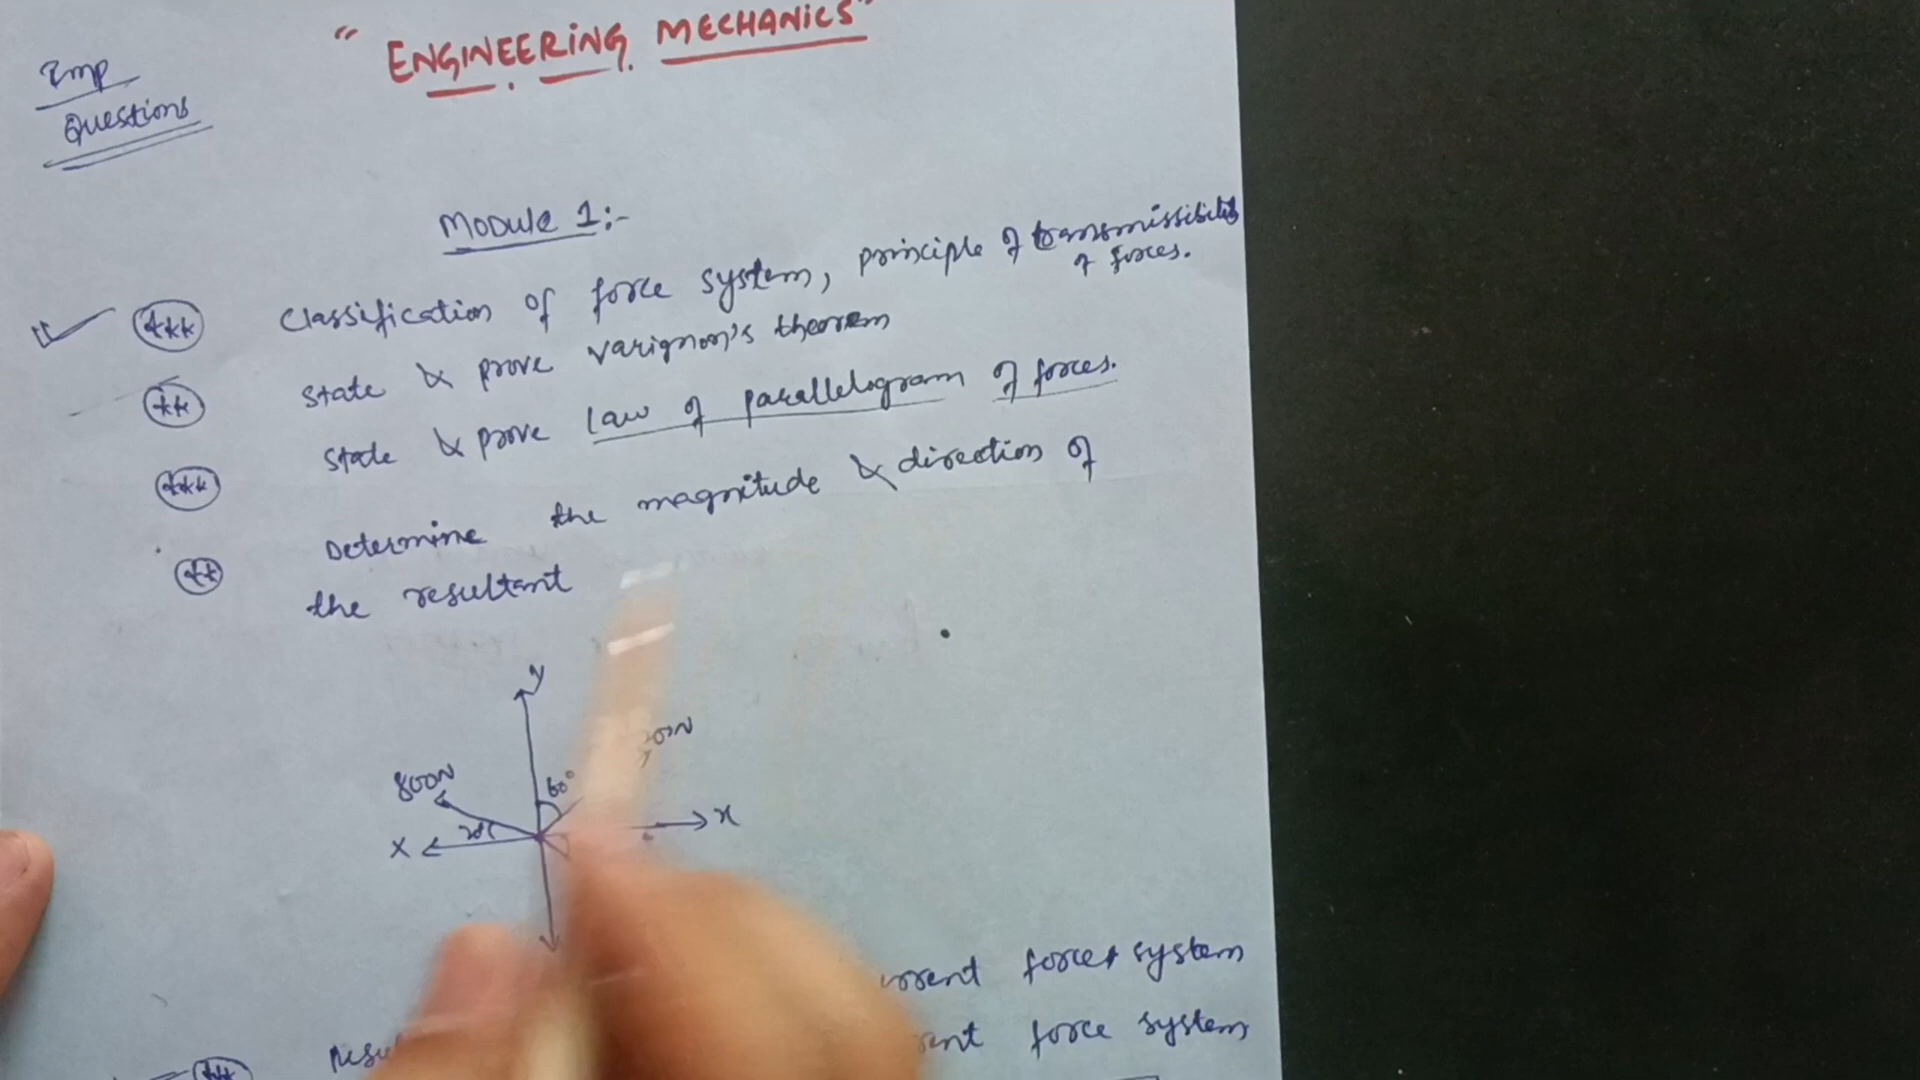 Imp
Questions
“ENGINEERING MECHANICS”
Module 1:-
*** Classification of force system, principle of transmissibility
of forces.
** state & prove varignon's theorem
*** state & prove law of parallelogram of forces.
** Determine the magnitude & direction of
the resultant
y
800N
60°
x
x
force system
force system
**